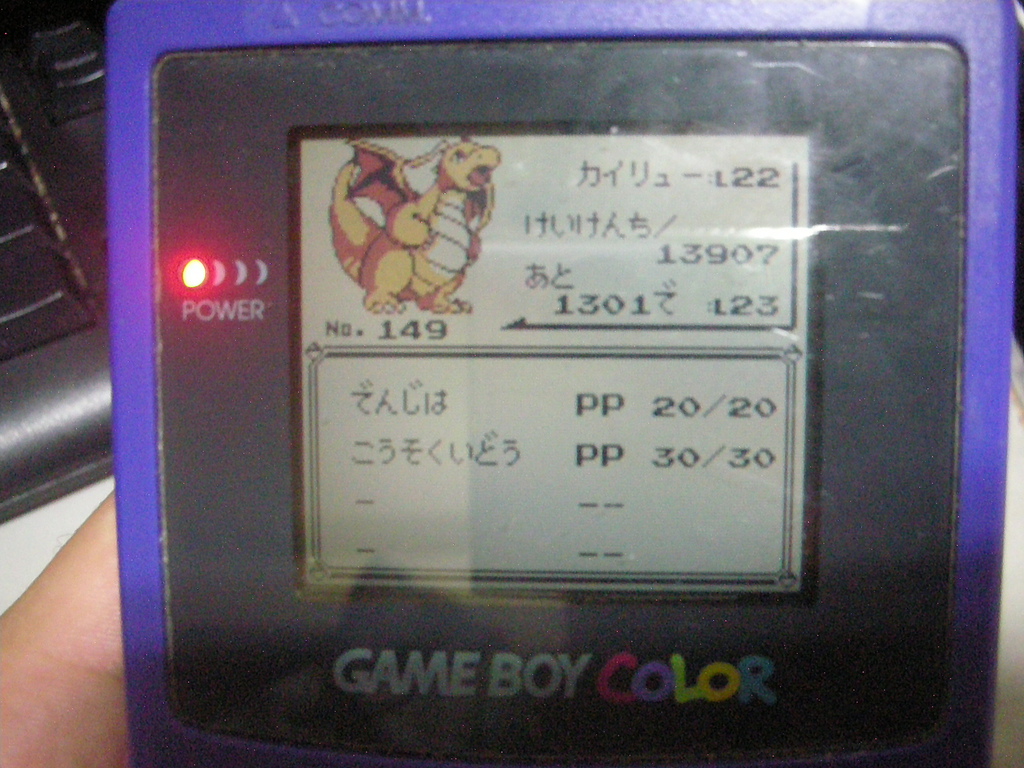 COMM.
カイリュー :L22
けいけんち/
13907
あと
1301で :L23
No. 149
POWER
でんじは PP 20/20
こうそくいどう PP 30/30
- --
- --
GAME BOY COLOR